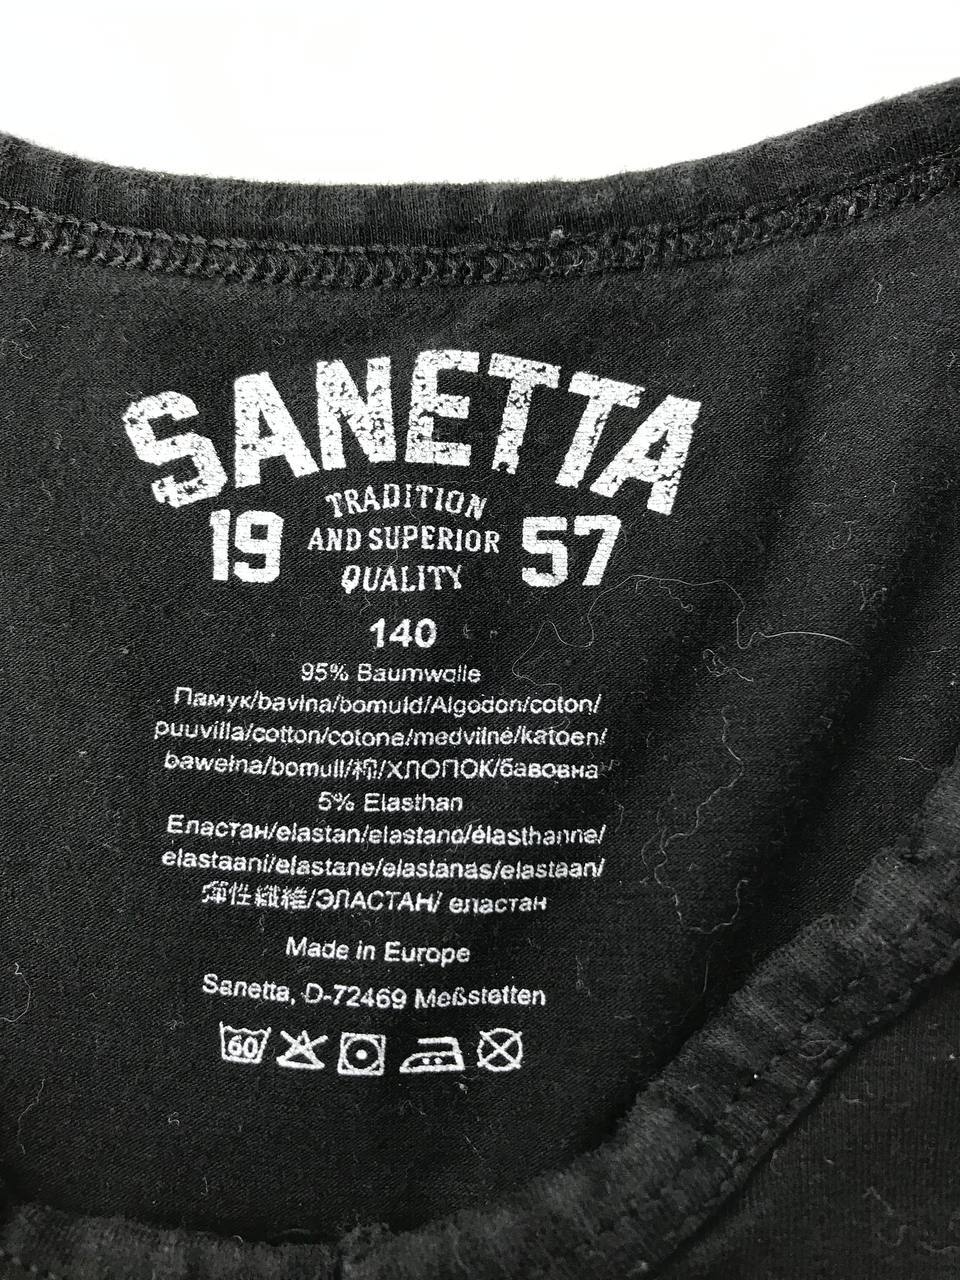 SANETTA
19 TRADITION 57
AND SUPERIOR
QUALITY
140
95% Baumwolle
Памук/bavlna/bomuld/Algodon/coton/
puuvilla/cotton/cotone/medvilné/katoen/
bawełna/bomull/棉/ХЛОПОК/бавовна
5% Elasthan
Еластан/elastan/elastano/élasthanne/
elastaani/elastane/elastanas/elastaan/
彈性纖維/ЭЛАСТАН/ еластан
Made in Europe
Sanetta, D-72469 Meßstetten
60